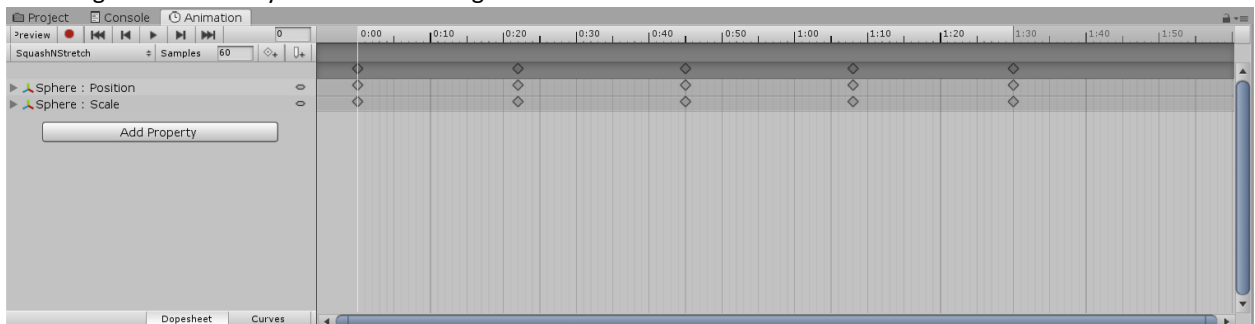 Project Console Animation
Preview 0 0:00 0:10 0:20 0:30 0:40 0:50 1:00 1:10 1:20 1:30 1:40 1:50
SquashNStretch Samples 60
Sphere : Position
Sphere : Scale
Add Property
Dopesheet Curves